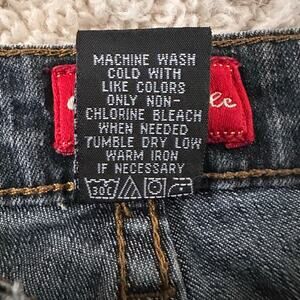 MACHINE WASH
COLD WITH
LIKE COLORS
ONLY NON-
CHLORINE BLEACH
WHEN NEEDED
TUMBLE DRY LOW
WARM IRON
IF NECESSARY
30C